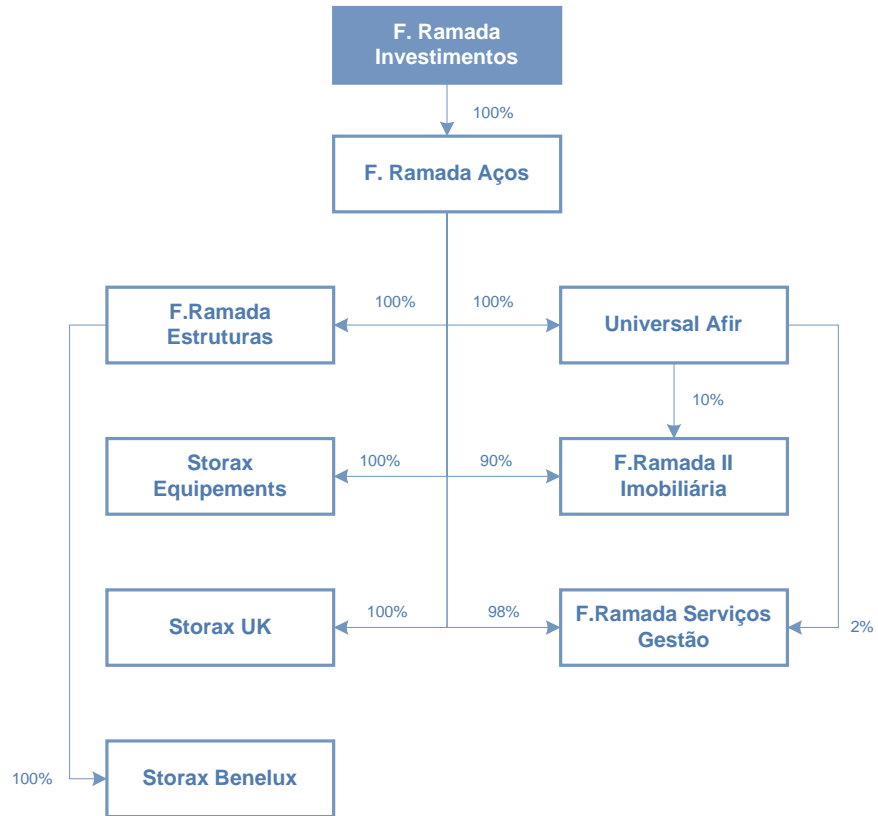 F. Ramada
Investimentos
100%
F. Ramada Aços
F.Ramada
Estruturas
100%
100%
Universal Afir
10%
Storax
Equipements
100%
90%
F.Ramada II
Imobiliária
Storax UK
100%
98%
F.Ramada Serviços
Gestão
2%
100%
Storax Benelux